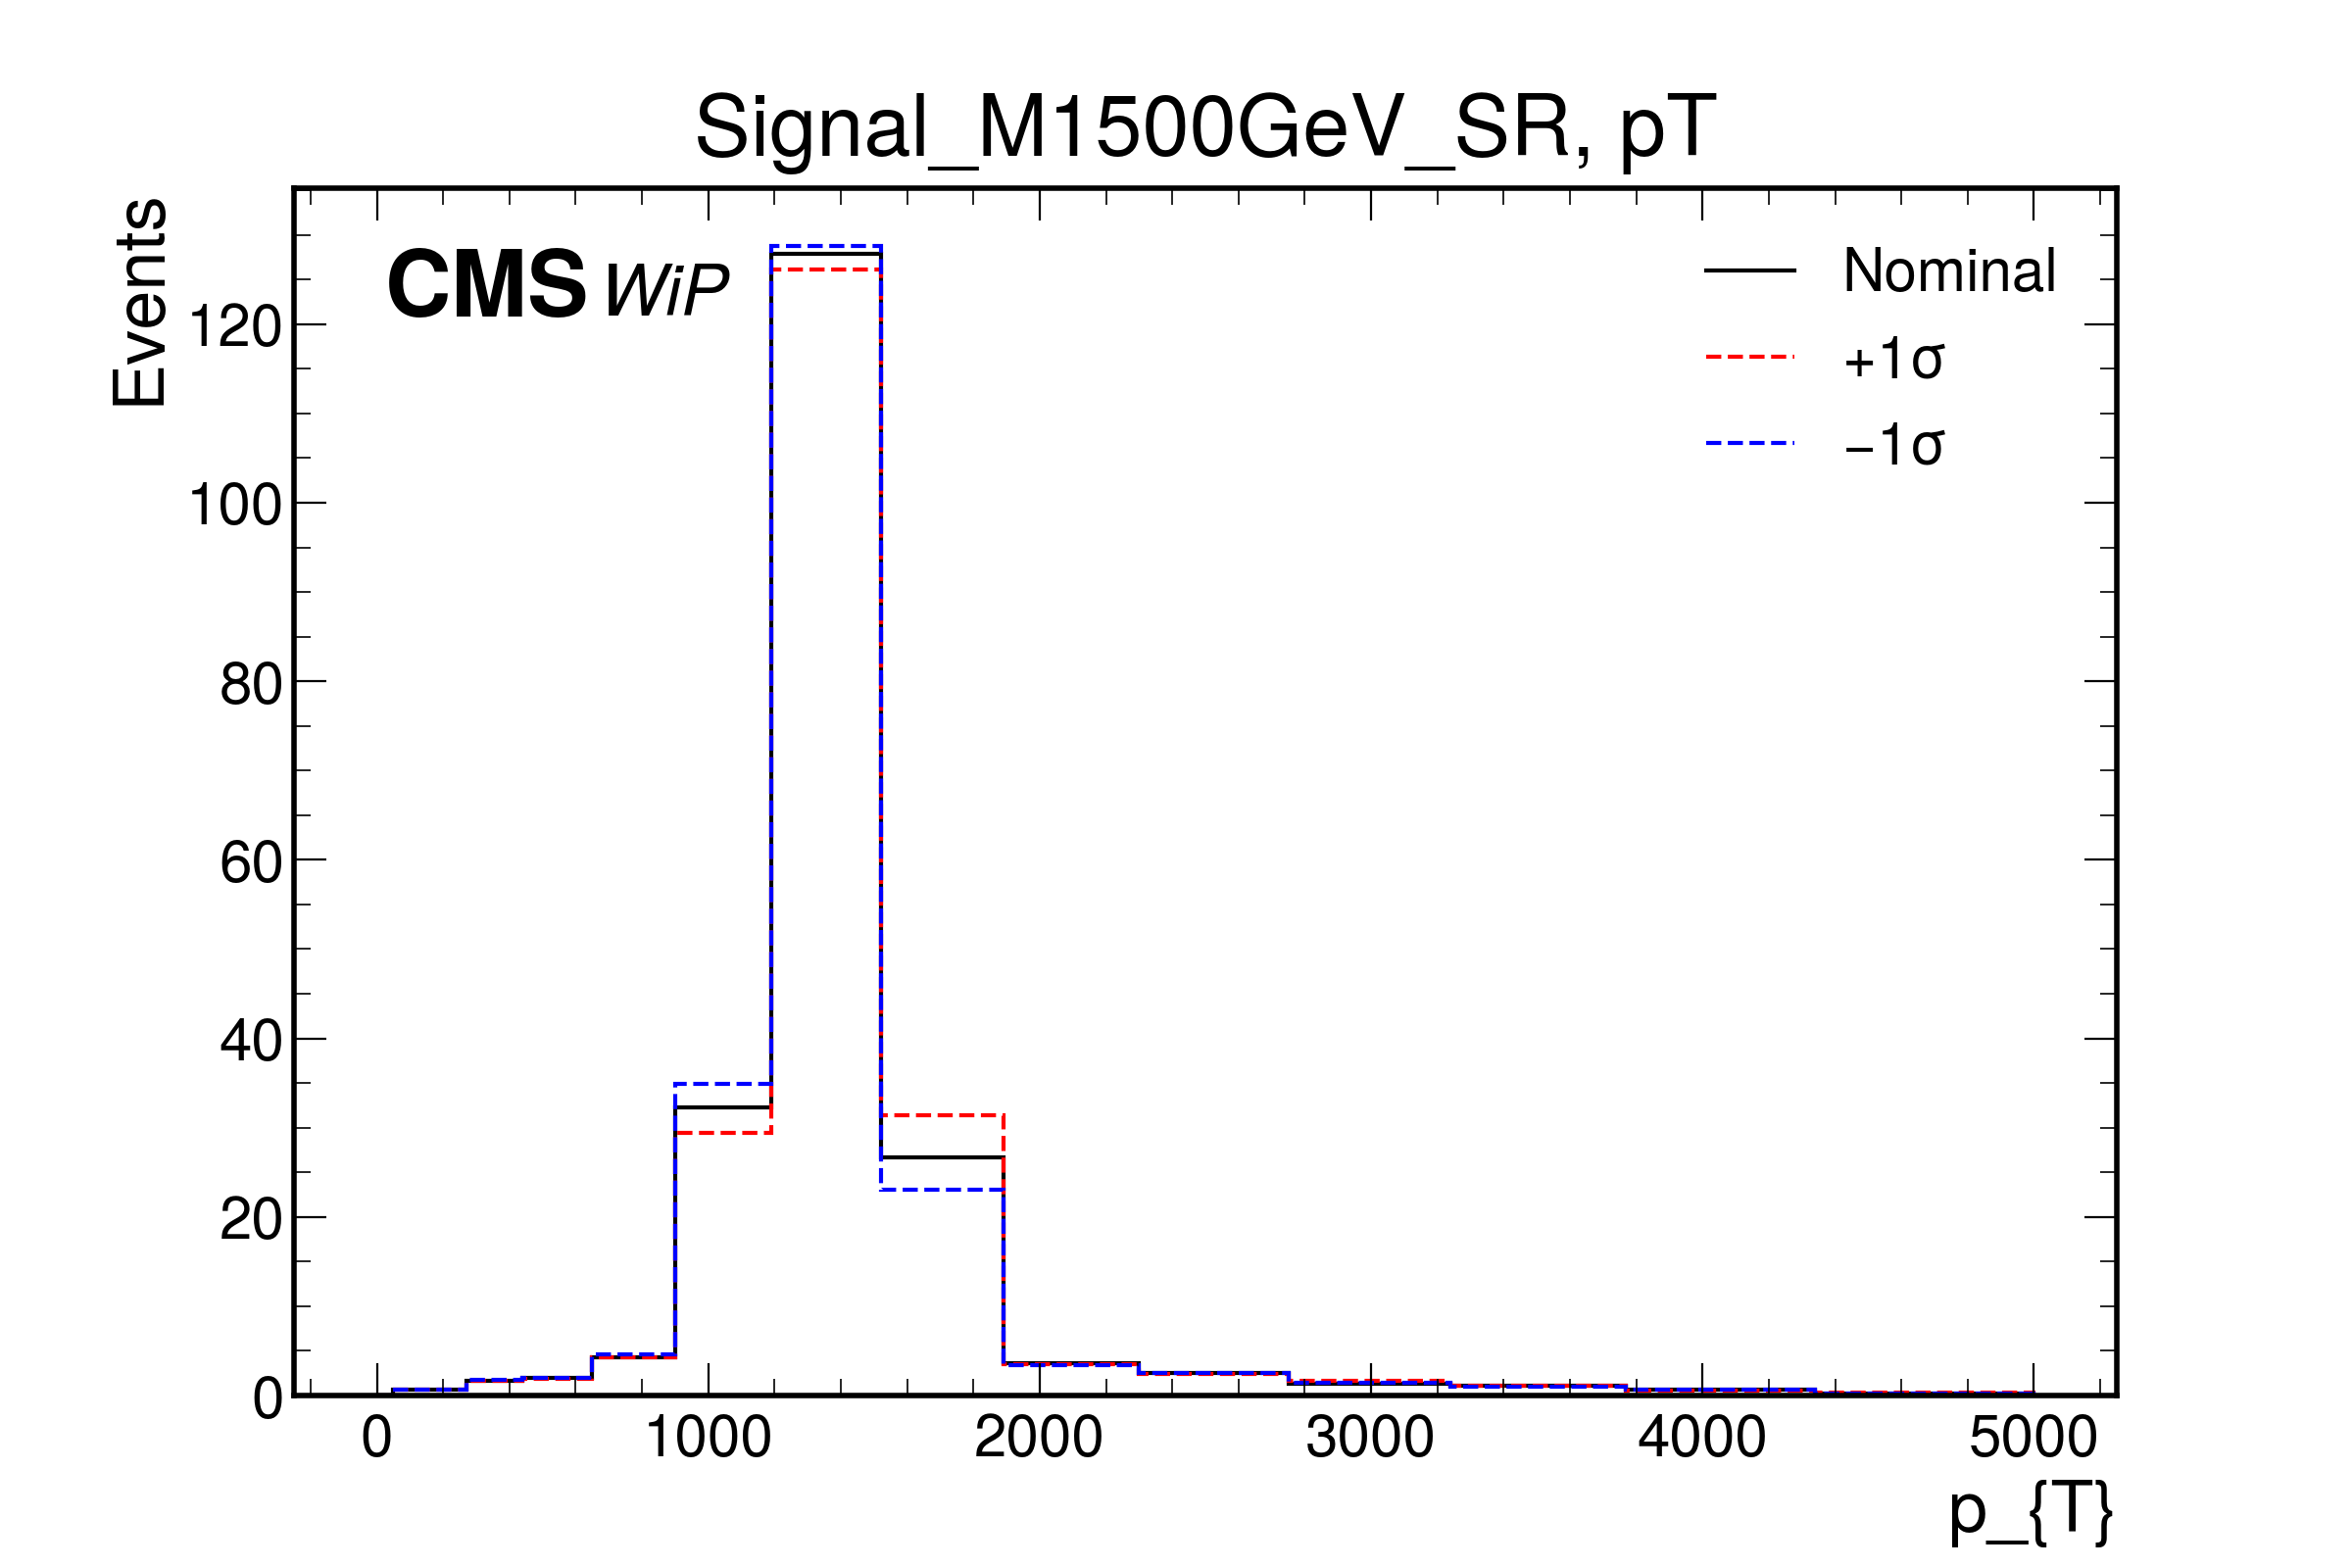 Signal_M1500GeV_SR, pT
Events
CMS WiP
Nominal
+1σ
−1σ
120
100
80
60
40
20
0
0 1000 2000 3000 4000 5000
p_{T}